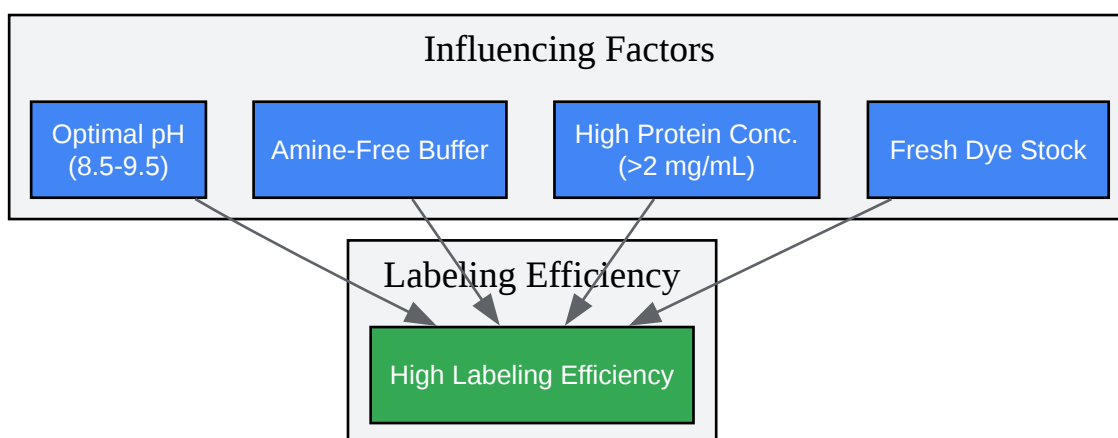 Influencing Factors
Optimal pH
(8.5-9.5)
Amine-Free Buffer
High Protein Conc.
(>2 mg/mL)
Fresh Dye Stock
Labeling Efficiency
High Labeling Efficiency